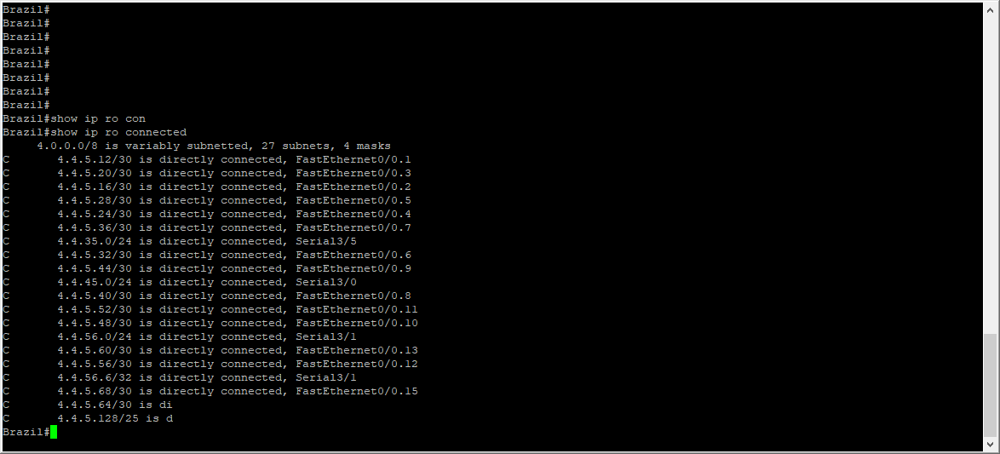 Brazil#
Brazil#
Brazil#
Brazil#
Brazil#
Brazil#
Brazil#
Brazil#
Brazil#show ip ro con
Brazil#show ip ro connected
     4.0.0.0/8 is variably subnetted, 27 subnets, 4 masks
C       4.4.5.12/30 is directly connected, FastEthernet0/0.1
C       4.4.5.20/30 is directly connected, FastEthernet0/0.3
C       4.4.5.16/30 is directly connected, FastEthernet0/0.2
C       4.4.5.28/30 is directly connected, FastEthernet0/0.5
C       4.4.5.24/30 is directly connected, FastEthernet0/0.4
C       4.4.5.36/30 is directly connected, FastEthernet0/0.7
C       4.4.35.0/24 is directly connected, Serial3/5
C       4.4.5.32/30 is directly connected, FastEthernet0/0.6
C       4.4.5.44/30 is directly connected, FastEthernet0/0.9
C       4.4.45.0/24 is directly connected, Serial3/0
C       4.4.5.40/30 is directly connected, FastEthernet0/0.8
C       4.4.5.52/30 is directly connected, FastEthernet0/0.11
C       4.4.5.48/30 is directly connected, FastEthernet0/0.10
C       4.4.56.0/24 is directly connected, Serial3/1
C       4.4.5.60/30 is directly connected, FastEthernet0/0.13
C       4.4.5.56/30 is directly connected, FastEthernet0/0.12
C       4.4.56.6/32 is directly connected, Serial3/1
C       4.4.5.68/30 is directly connected, FastEthernet0/0.15
C       4.4.5.64/30 is di
C       4.4.5.128/25 is d
Brazil#